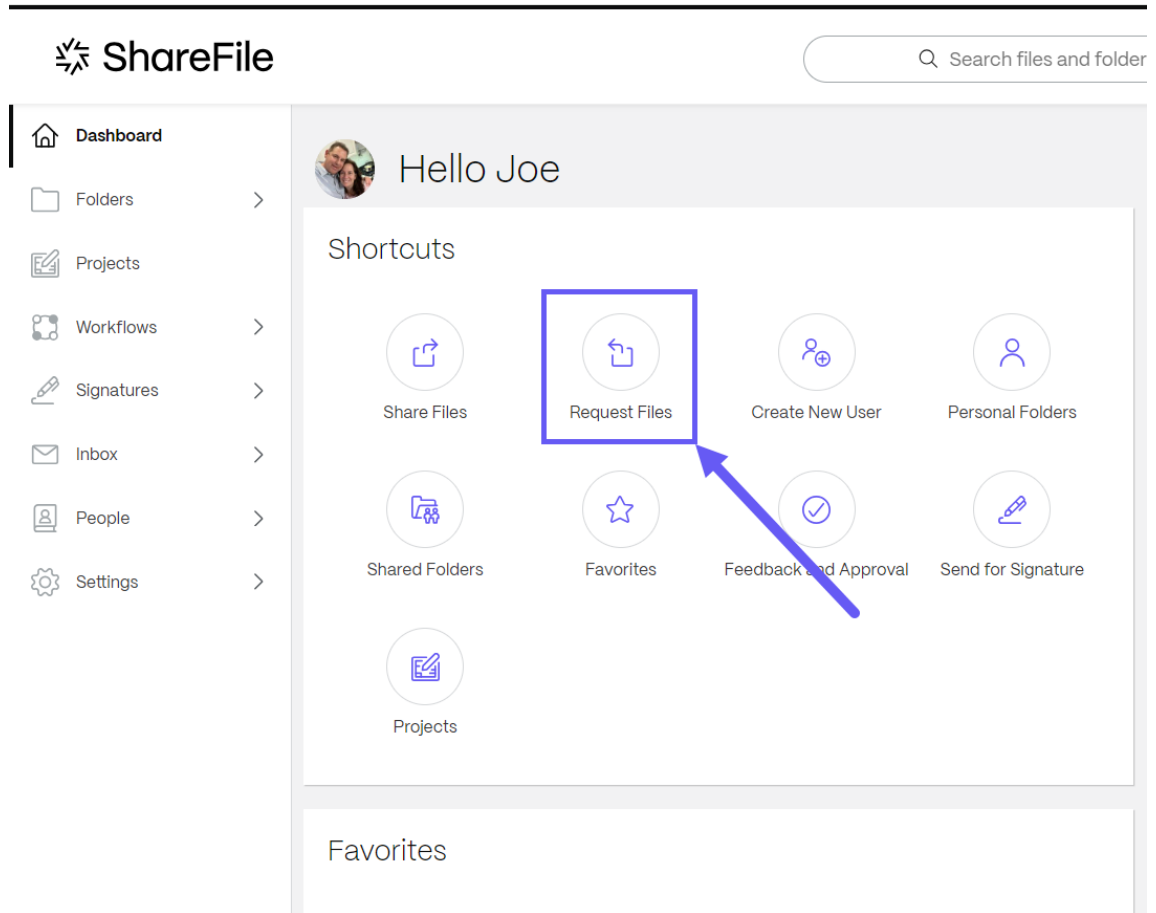 ShareFile
Search files and folder
Dashboard
Folders
Projects
Workflows
Signatures
Inbox
People
Settings
Hello Joe
Shortcuts
Share Files
Request Files
Create New User
Personal Folders
Shared Folders
Favorites
Feedback and Approval
Send for Signature
Projects
Favorites